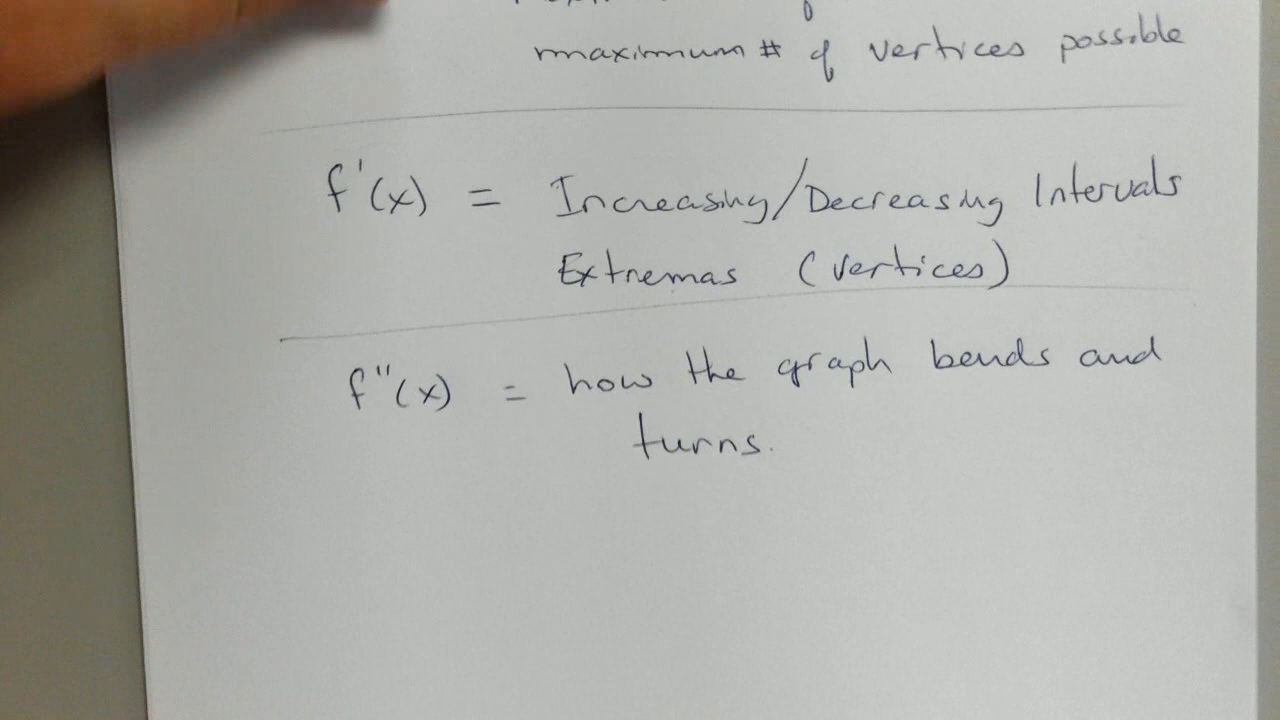 maximum # of vertices possible
f'(x) = Increasing/Decreasing Intervals
Extremas (vertices)
f"(x) = how the graph bends and
turns.